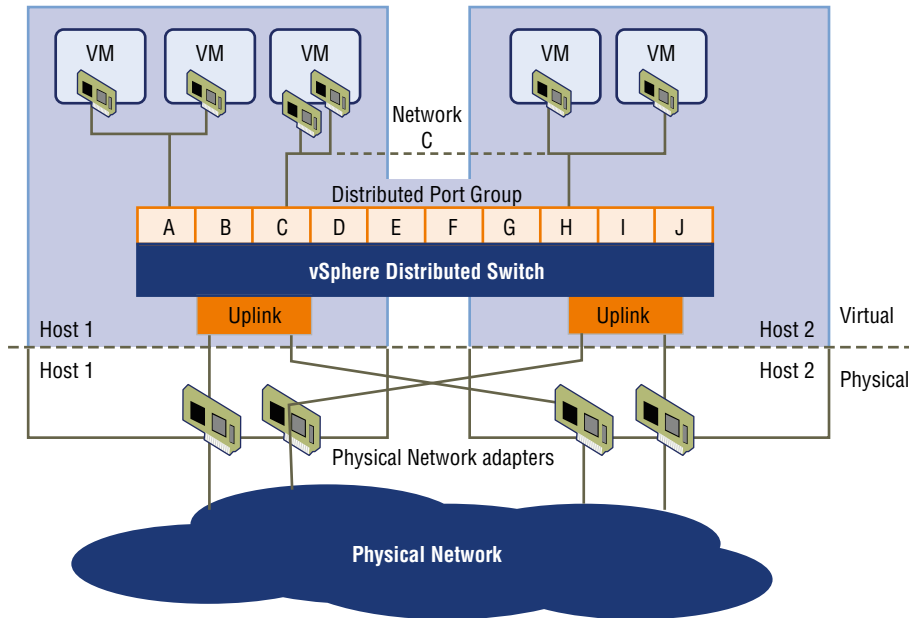 VM
VM
VM
VM
VM
Network
C
Distributed Port Group
A B C D E F G H I J
vSphere Distributed Switch
Uplink
Uplink
Host 1
Host 2
Virtual
Host 1
Host 2
Physical
Physical Network adapters
Physical Network